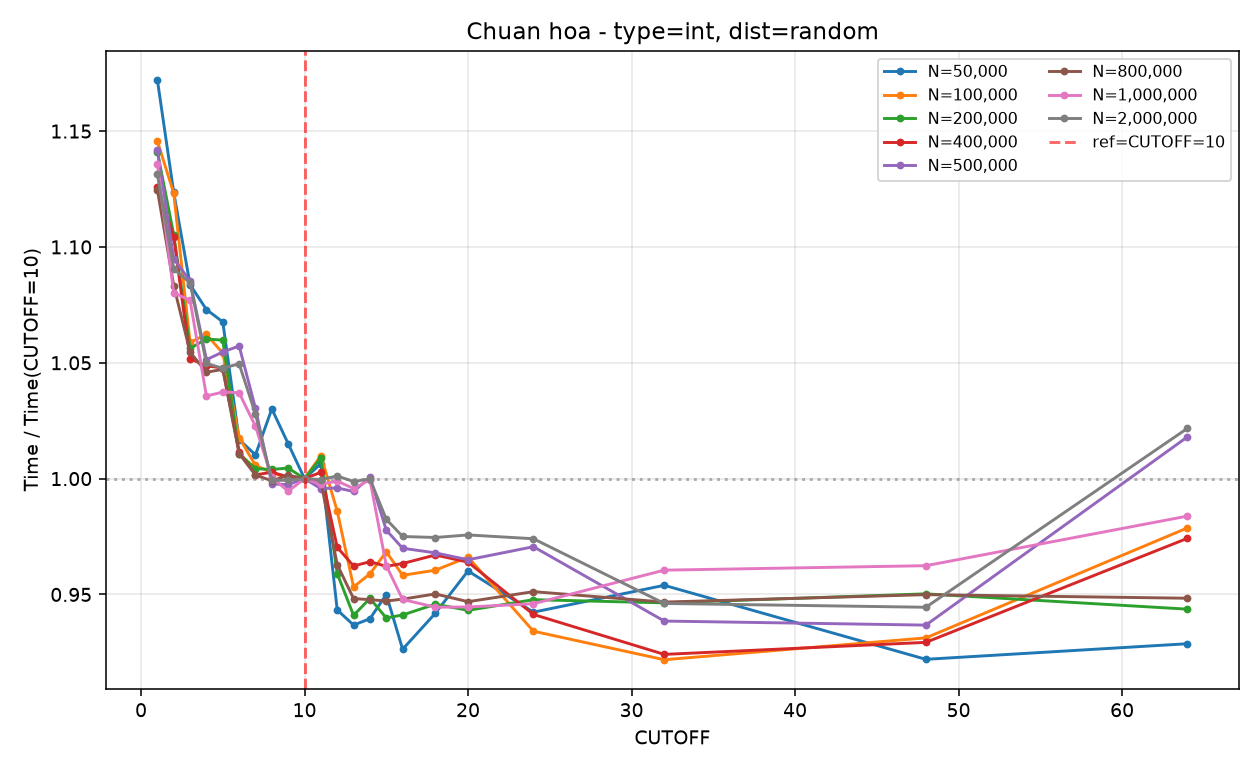 Chuan hoa - type=int, dist=random
Time / Time(CUTOFF=10)
1.15
1.10
1.05
1.00
0.95
0
10
20
30
40
50
60
CUTOFF
N=50,000
N=100,000
N=200,000
N=400,000
N=500,000
N=800,000
N=1,000,000
N=2,000,000
ref=CUTOFF=10